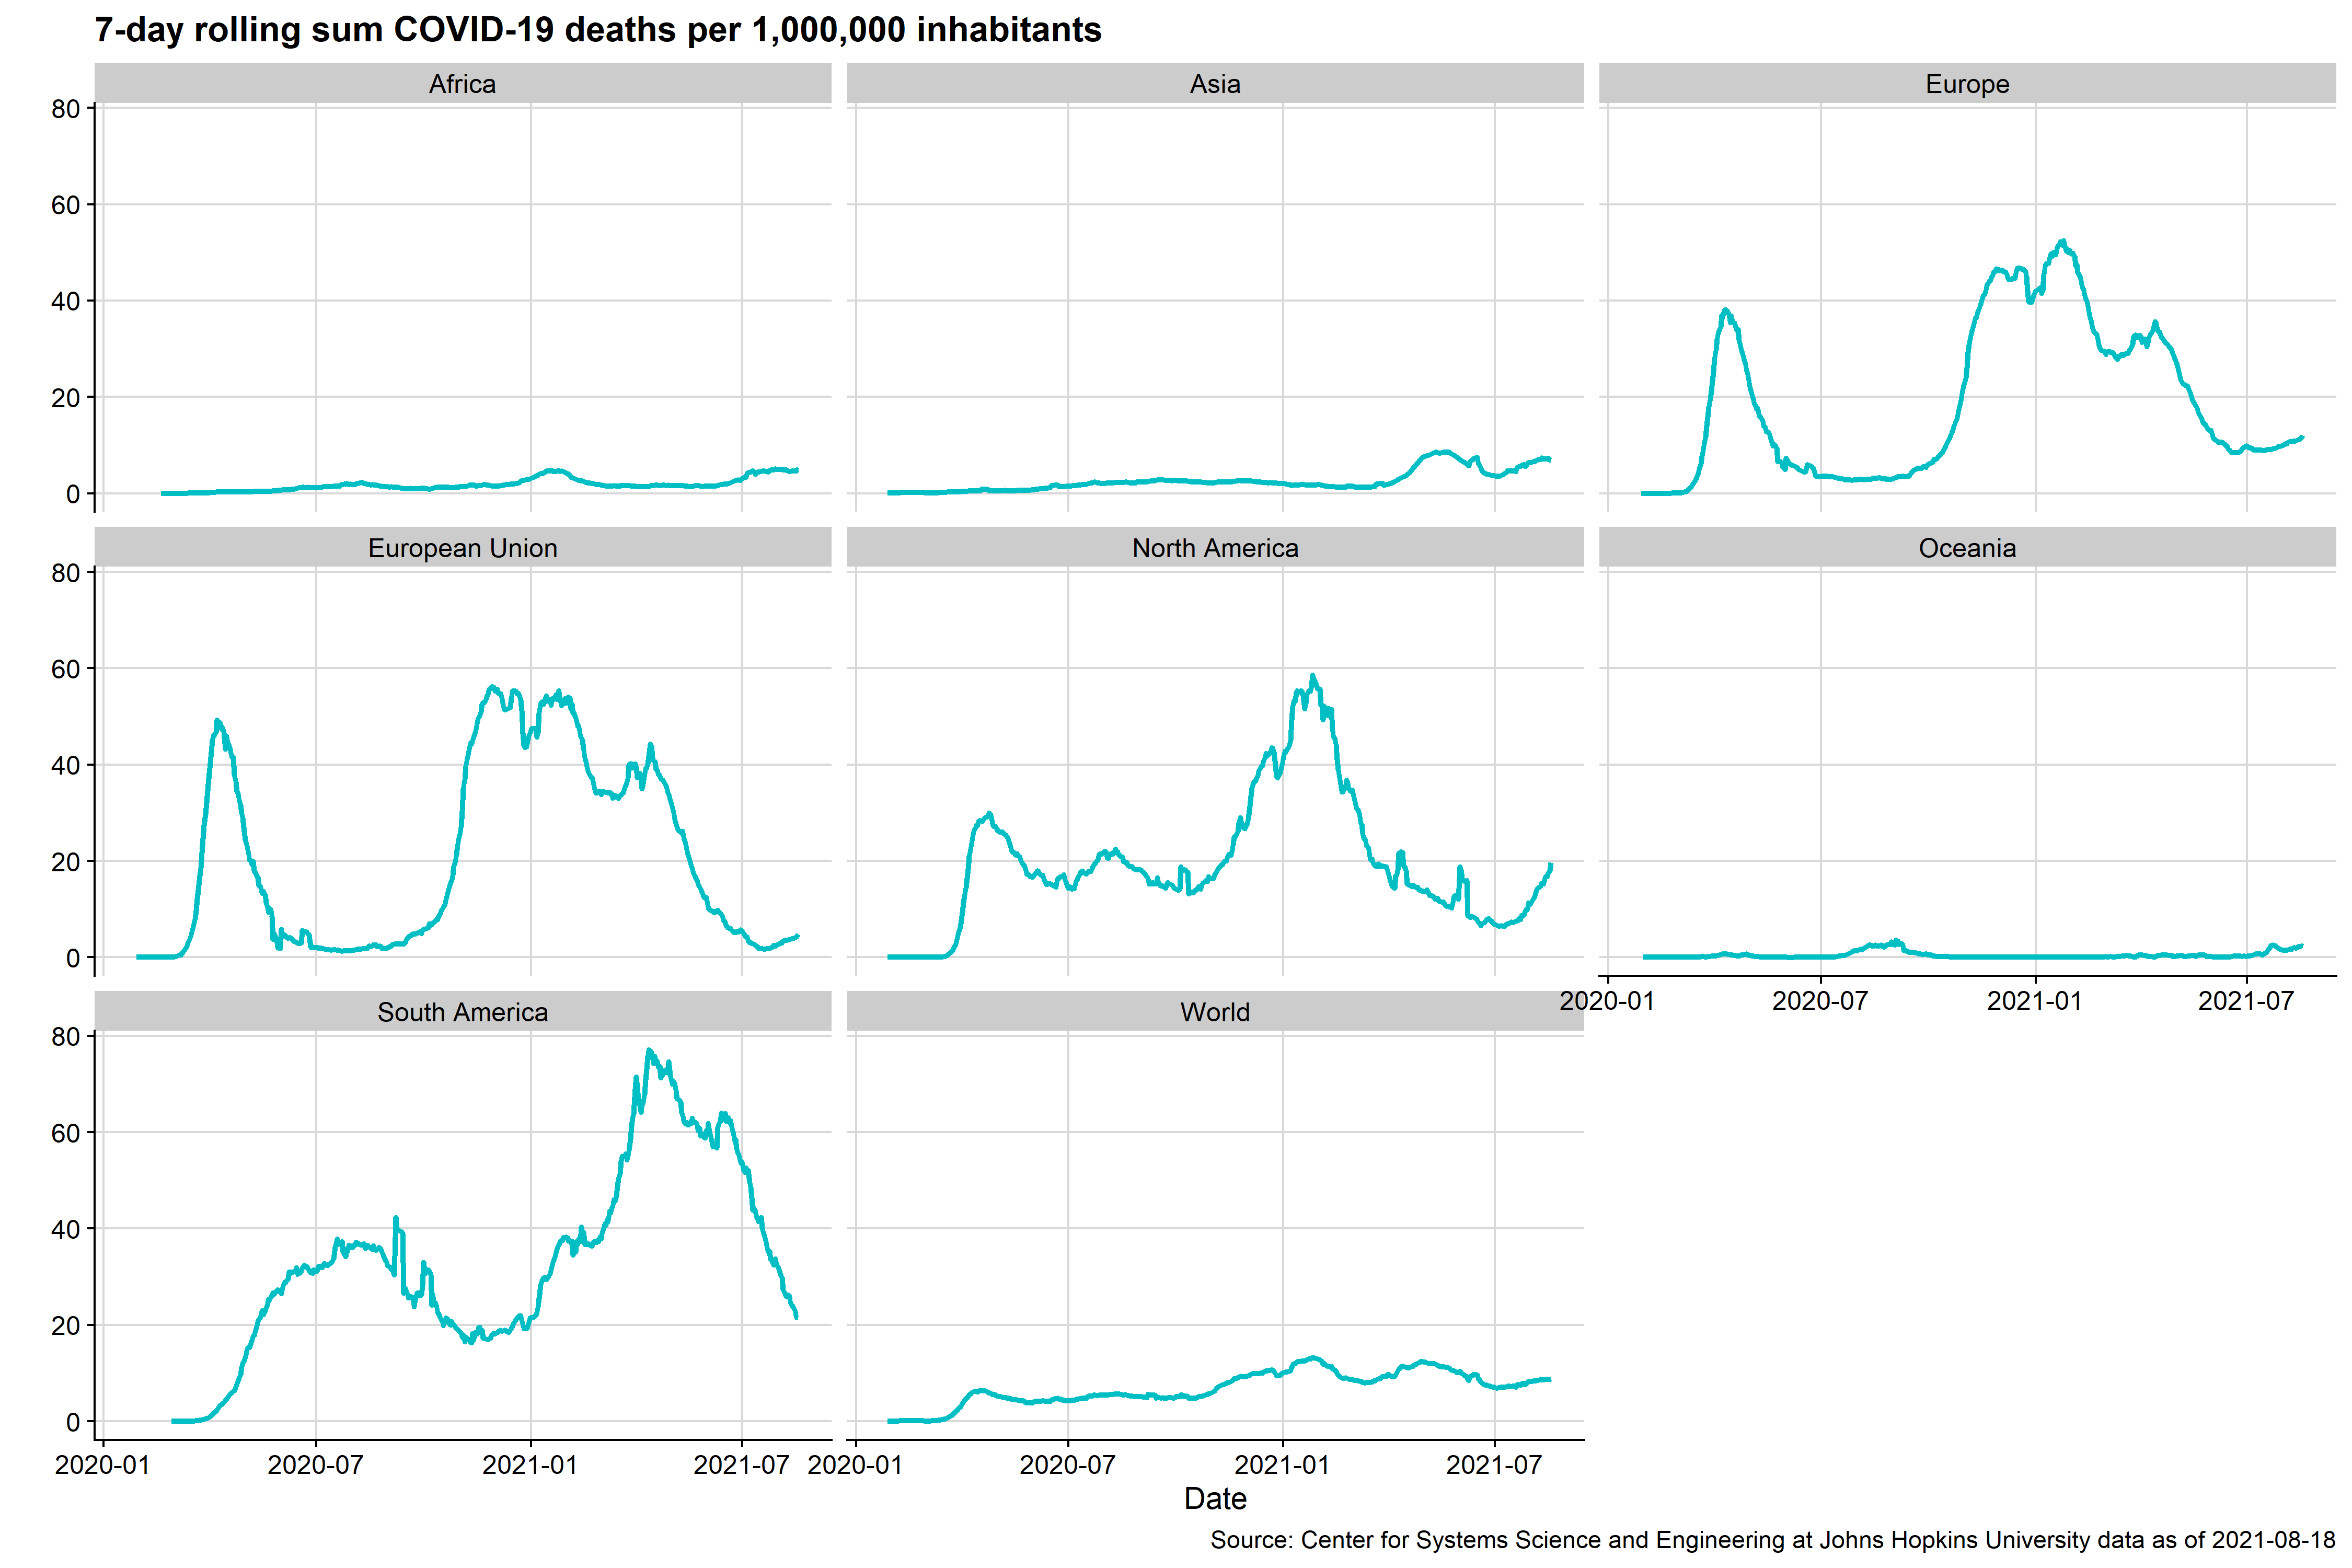 7-day rolling sum COVID-19 deaths per 1,000,000 inhabitants
Africa
Asia
Europe
80
60
40
20
0
European Union
North America
Oceania
80
60
40
20
0
2020-01
2020-07
2021-01
2021-07
South America
World
80
60
40
20
0
2020-01
2020-07
2021-01
2021-07
2020-01
2020-07
2021-01
2021-07
Date
Source: Center for Systems Science and Engineering at Johns Hopkins University data as of 2021-08-18